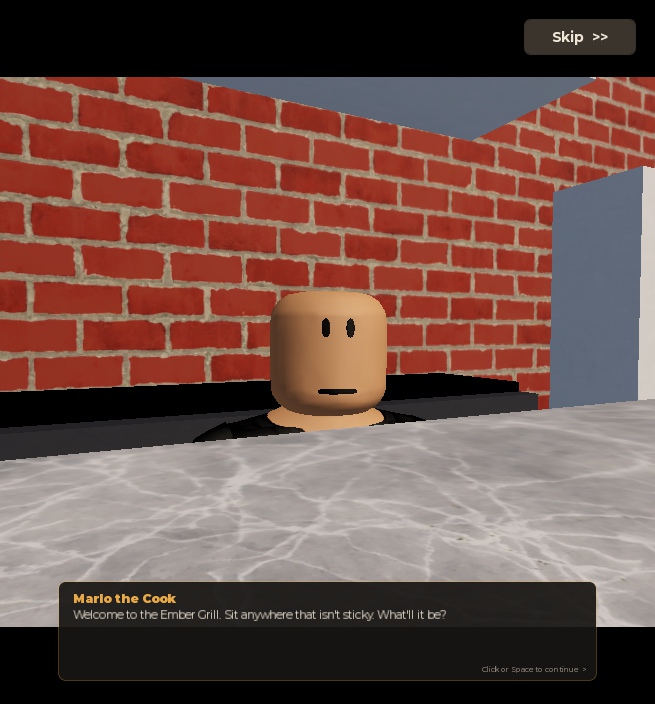 Skip >>
Marlo the Cook
Welcome to the Ember Grill. Sit anywhere that isn't sticky. What'll it be?
Click or Space to continue >